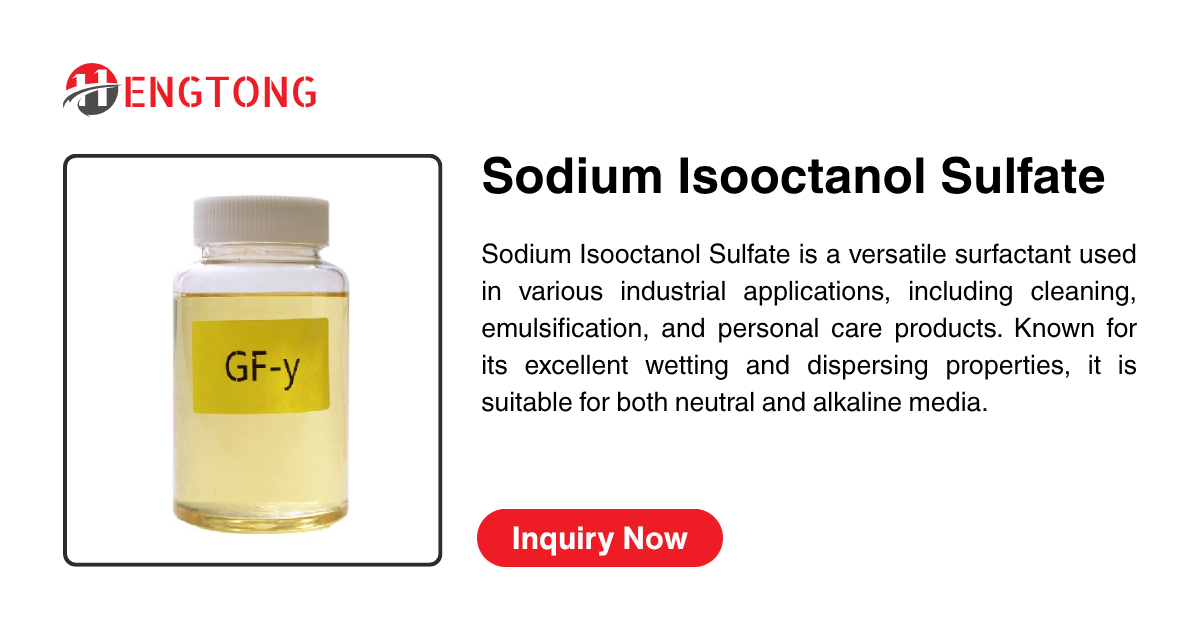 HENGTONG
Sodium Isooctanol Sulfate
Sodium Isooctanol Sulfate is a versatile surfactant used
in various industrial applications, including cleaning,
emulsification, and personal care products. Known for
its excellent wetting and dispersing properties, it is
suitable for both neutral and alkaline media.
GF-y
Inquiry Now